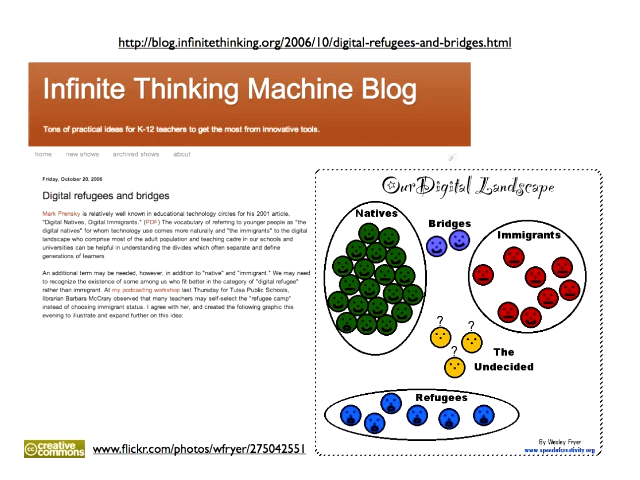 http://blog.infinitethinking.org/2006/10/digital-refugees-and-bridges.html
Infinite Thinking Machine Blog
Tons of practical ideas for K-12 teachers to get the most from innovative tools.
home new shows archived shows about
Friday, October 20, 2006
Digital refugees and bridges
Mark Prensky is relatively well known in educational technology circles for his 2001 article,
"Digital Natives, Digital Immigrants." (PDF) The vocabulary of referring to younger people as "the
digital natives" for whom technology use comes more naturally and "the immigrants" to the digital
landscape who comprise most of the adult population and teaching cadre in our schools and
universities can be helpful in understanding the divides which often separate and define
generations of learners.
An additional term may be needed, however, in addition to "native" and "immigrant." We may need
to recognize the existence of some among us who fit better in the category of "digital refugee"
rather than immigrant. At my podcasting workshop last Thursday for Tulsa Public Schools,
librarian Barbara McCrary observed that many teachers may self-select the "refugee camp"
instead of choosing immigrant status. I agree with her, and created the following graphic this
evening to illustrate and expand further on this idea:
Our Digital Landscape
Natives
Bridges
Immigrants
? ?
?
The
Undecided
Refugees
By Wesley Fryer
www.speedofcreativity.org
cc creative
commons
www.flickr.com/photos/wfryer/275042551